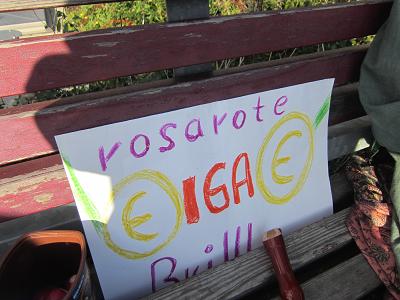 rosarote
€ IGA €
Brill